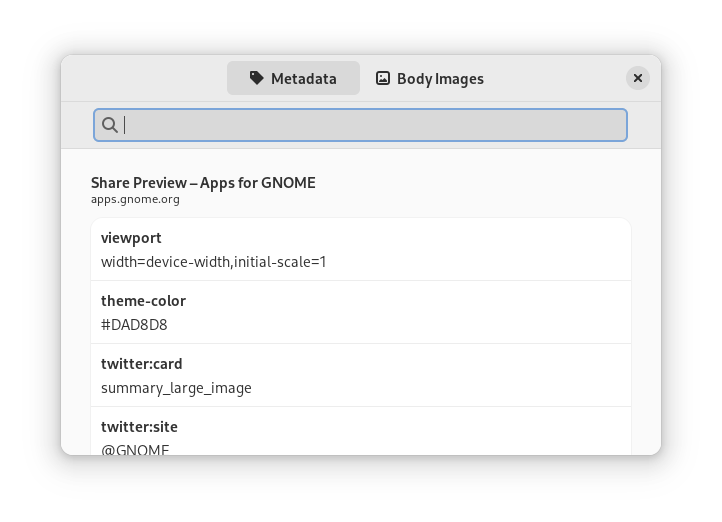 Metadata
Body Images
Share Preview – Apps for GNOME
apps.gnome.org
viewport
width=device-width,initial-scale=1
theme-color
#DAD8D8
twitter:card
summary_large_image
twitter:site
@GNOME